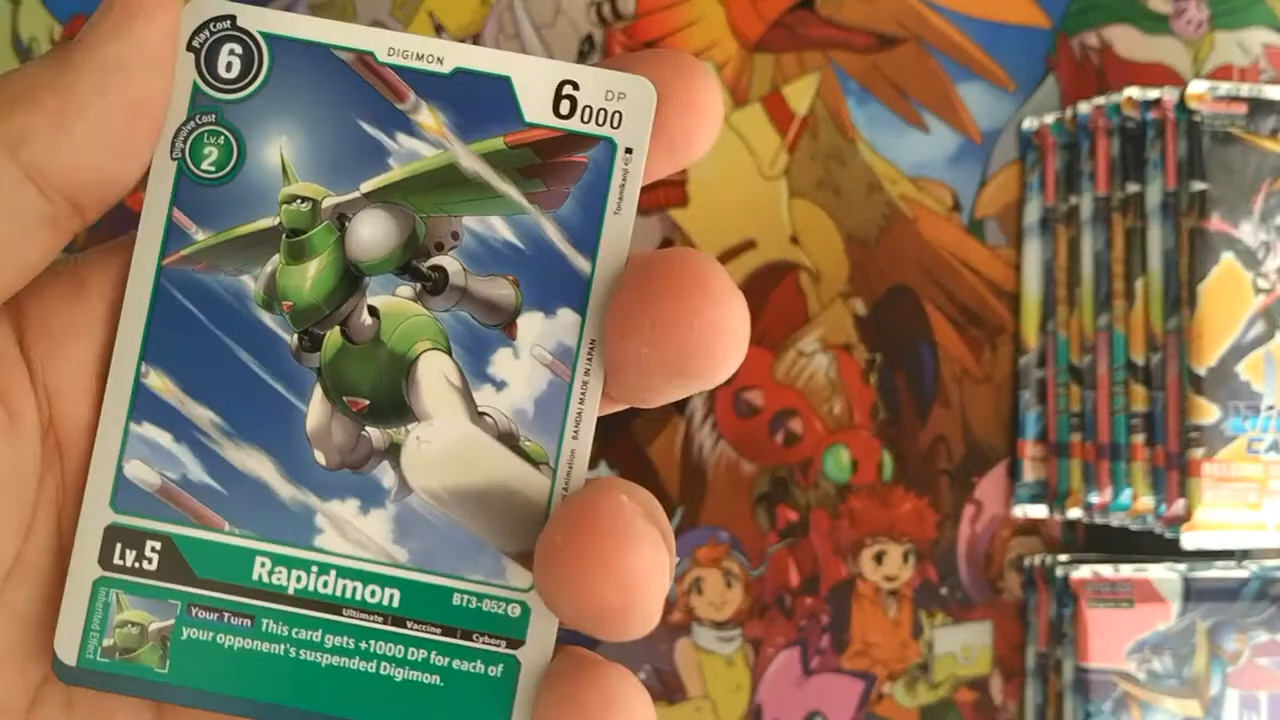 Play Cost
6
DIGIMON
6000
DP
Digivolve Cost
Lv.4
2
Tonamikanji
Animation BANDAI MADE IN JAPAN
Lv.5
Rapidmon
BT3-052 C
Ultimate | Vaccine | Cyborg
Inherited Effect
Your Turn This card gets +1000 DP for each of
your opponent's suspended Digimon.